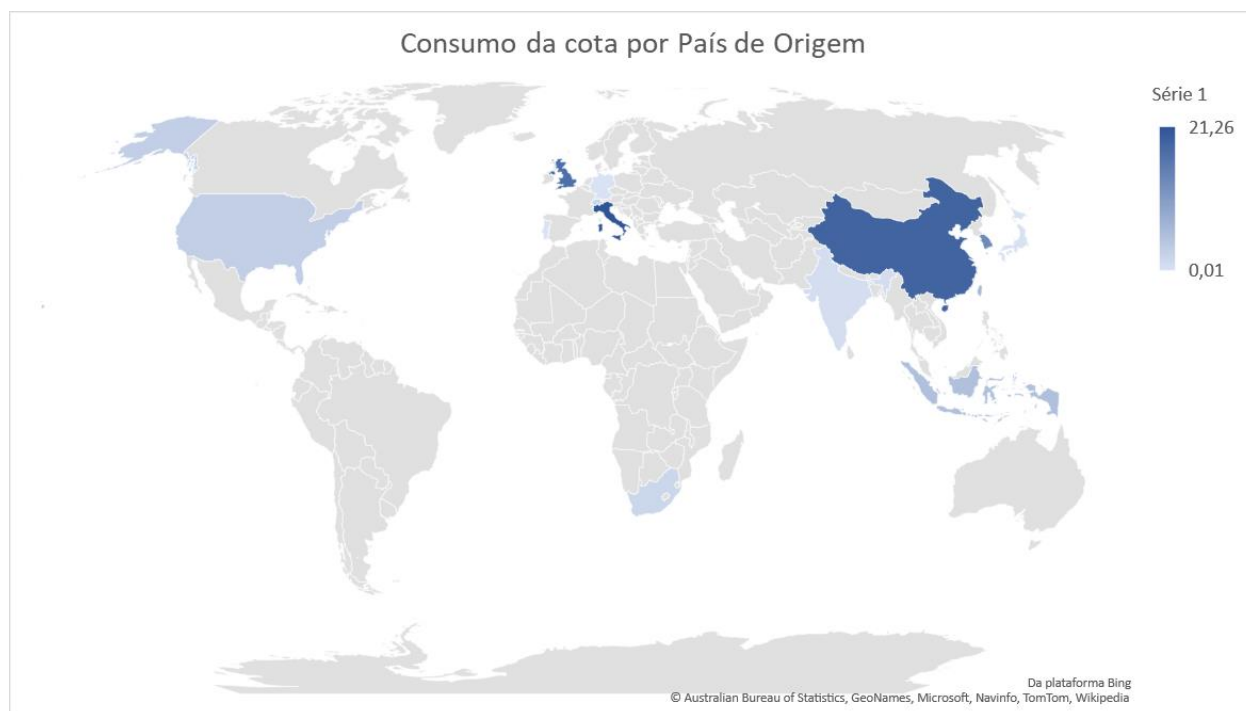 Consumo da cota por País de Origem
Série 1
21,26
0,01
Da plataforma Bing
© Australian Bureau of Statistics, GeoNames, Microsoft, Navinfo, TomTom, Wikipedia